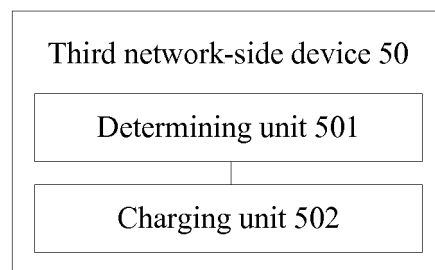 Third network-side device 50
Determining unit 501
Charging unit 502